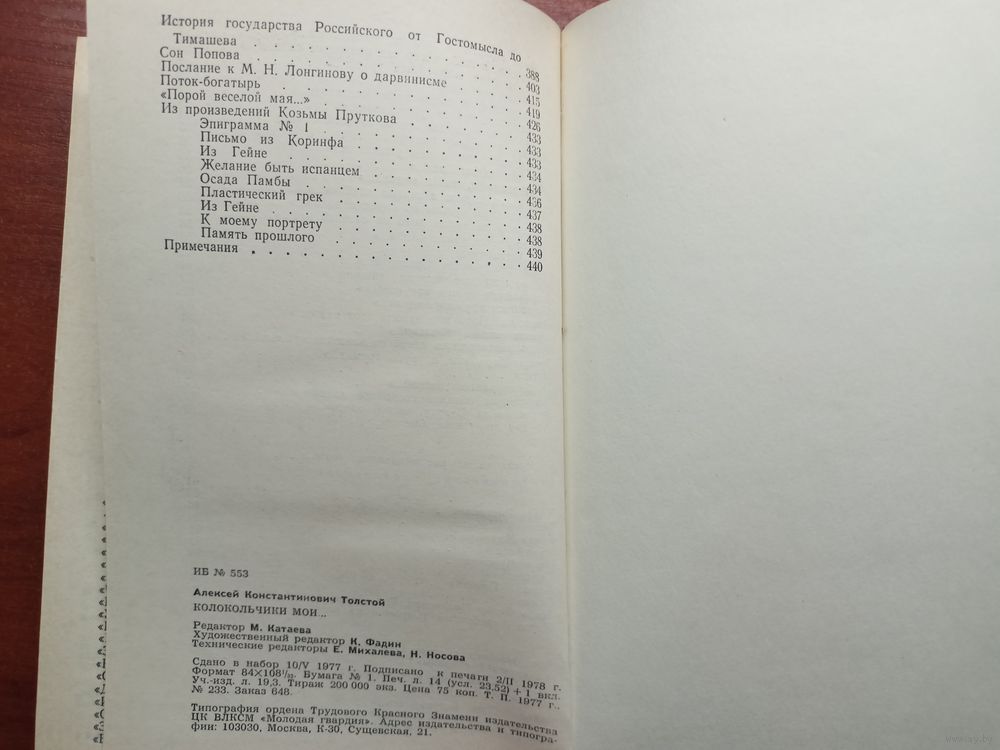 История государства Российского от Гостомысла до
Тимашева . . . . . . . . . . . . . . 388
Сон Попова . . . . . . . . . . . . . . 403
Послание к М. Н. Лонгинову о дарвинисме . . . . 415
Поток-богатырь . . . . . . . . . . . . . 419
«Порой веселой мая...» . . . . . . . . . . 426
Из произведений Козьмы Пруткова . . . . . . 433
Эпиграмма № 1 . . . . . . . . . . . 433
Письмо из Коринфа . . . . . . . . . 433
Из Гейне . . . . . . . . . . . . . 434
Желание быть испанцем . . . . . . . . 434
Осада Памбы . . . . . . . . . . . 436
Пластический грек . . . . . . . . . 437
Из Гейне . . . . . . . . . . . . . 438
К моему портрету . . . . . . . . . . 438
Память прошлого . . . . . . . . . . 439
Примечания . . . . . . . . . . . . . . 440
ИБ № 553
Алексей Константинович Толстой
КОЛОКОЛЬЧИКИ МОИ...
Редактор М. Катаева
Художественный редактор К. Фадин
Технические редакторы Е. Михалева, Н. Носова
Сдано в набор 10/V 1977 г. Подписано к печати 2/II 1978 г.
Формат 84×108¹/₃₂. Бумага № 1. Печ. л. 14 (усл. 23,52) + 1 вкл.
Уч.-изд. л. 19,3. Тираж 200 000 экз. Цена 75 коп. Т. П. 1977 г.,
№ 233. Заказ 648.
Типография ордена Трудового Красного Знамени издательства
ЦК ВЛКСМ «Молодая гвардия». Адрес издательства и типогра-
фии: 103030, Москва, К-30, Сущевская, 21.